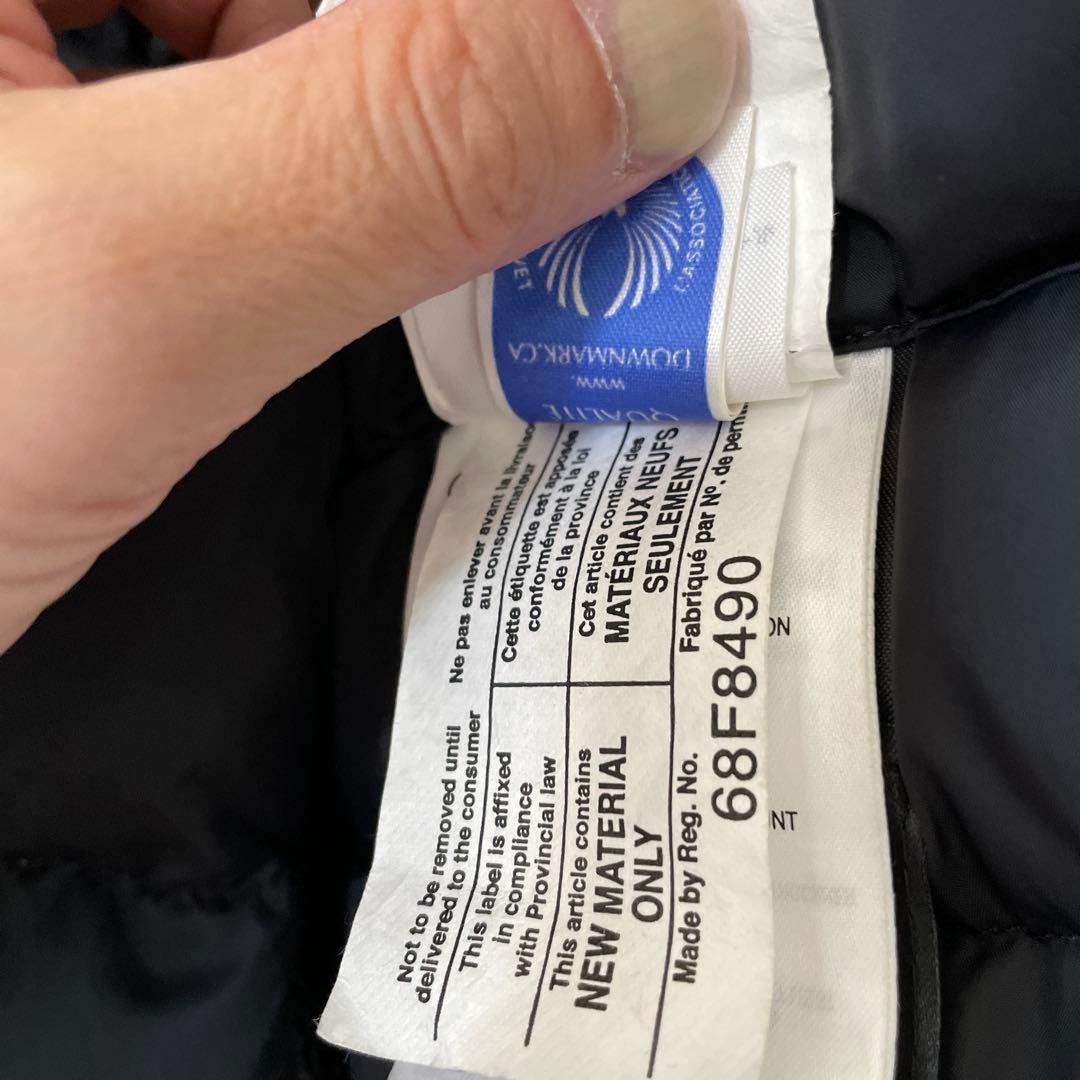 Not to be removed until
delivered to the consumer
This label is affixed
in compliance
with Provincial law
This article contains
NEW MATERIAL
ONLY
Made by Reg. No.
Ne pas enlever avant la livraison
au consommateur
Cette étiquette est apposée
conformément à la loi
de la province
Cet article contient des
MATÉRIAUX NEUFS
SEULEMENT
Fabriqué par Nº. de
68F8490
QUALITÉ
www.
DOWNMARK.CA
ON
NT